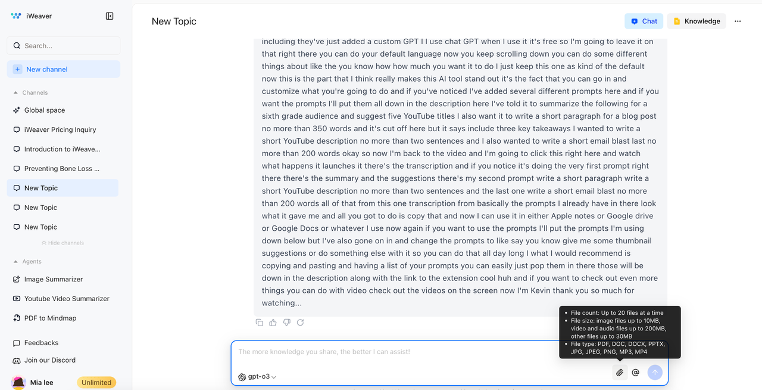 iWeaver
Search...
New channel
Channels
Global space
iWeaver Pricing Inquiry
Introduction to iWeave...
Preventing Bone Loss ...
New Topic
New Topic
New Topic
Hide channels
Agents
Image Summarizer
Youtube Video Summarizer
PDF to Mindmap
Feedbacks
Join our Discord
Mia lee
Unlimited
New Topic
Chat
Knowledge
including they've just added a custom GPT I I use chat GPT when I use it it's free so I'm going to leave it on
that right there you can do your default language now you keep scrolling down you can do some different
things about like the you know how how much you want it to do I just keep this one as kind of the default
now this is the part that I think really makes this AI tool stand out it's the fact that you can go in and
customize what you're going to do and if you've noticed I've added several different prompts here and if you
want the prompts I'll put them all down in the description here I've told it to summarize the following for a
sixth grade audience and suggest five YouTube titles I also want it to write a short paragraph for a blog post
no more than 350 words and it's cut off here but it says include three key takeaways I wanted to write a
short YouTube description no more than two sentences and I also wanted to write a short email blast no
more than 200 words okay so now I'm back to the video and I'm going to click this right here and watch
what happens it launches it there's the transcription and if you notice it's doing the very first prompt right
there there's the summary and the suggestions there's my second prompt write a short paragraph write a
short YouTube description no more than two sentences and the last one write a short email blast no more
than 200 words all of that from this one transcription from basically the prompts I already have in there look
what it gave me and all you got to do is copy that and now I can use it in either Apple notes or Google drive
or Google Docs or whatever I use now again if you want to use the prompts I'll put the prompts I'm using
down below but I've also gone on in and change the prompts to like say you know give me some thumbnail
suggestions or do something else with it so you can do that all day long I what I would recommend is
copying and pasting and having a list of your prompts you can easily just pop them in there those will be
down in the description along with the link to the extension cool huh and if you want to check out even more
things you can do with video check out the videos on the screen now I'm Kevin thank you so much for
watching...
• File count: Up to 20 files at a time
• File size: image files up to 10MB,
video and audio files up to 200MB,
other files up to 30MB
• File type: PDF, DOC, DOCX, PPTX,
JPG, JPEG, PNG, MP3, MP4
The more knowledge you share, the better I can assist!
gpt-o3